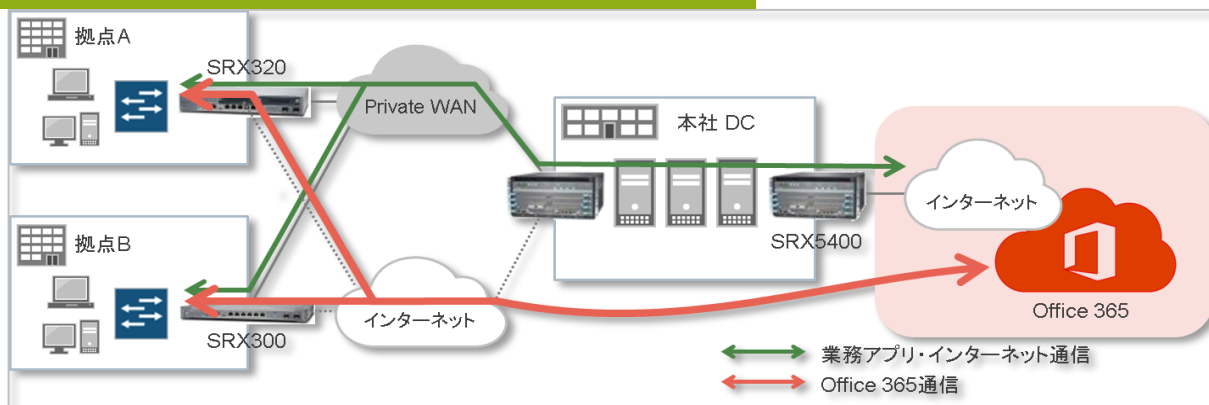 拠点A
SRX320
Private WAN
本社 DC
インターネット
拠点B
SRX5400
SRX300
インターネット
Office 365
業務アプリ・インターネット通信
Office 365通信